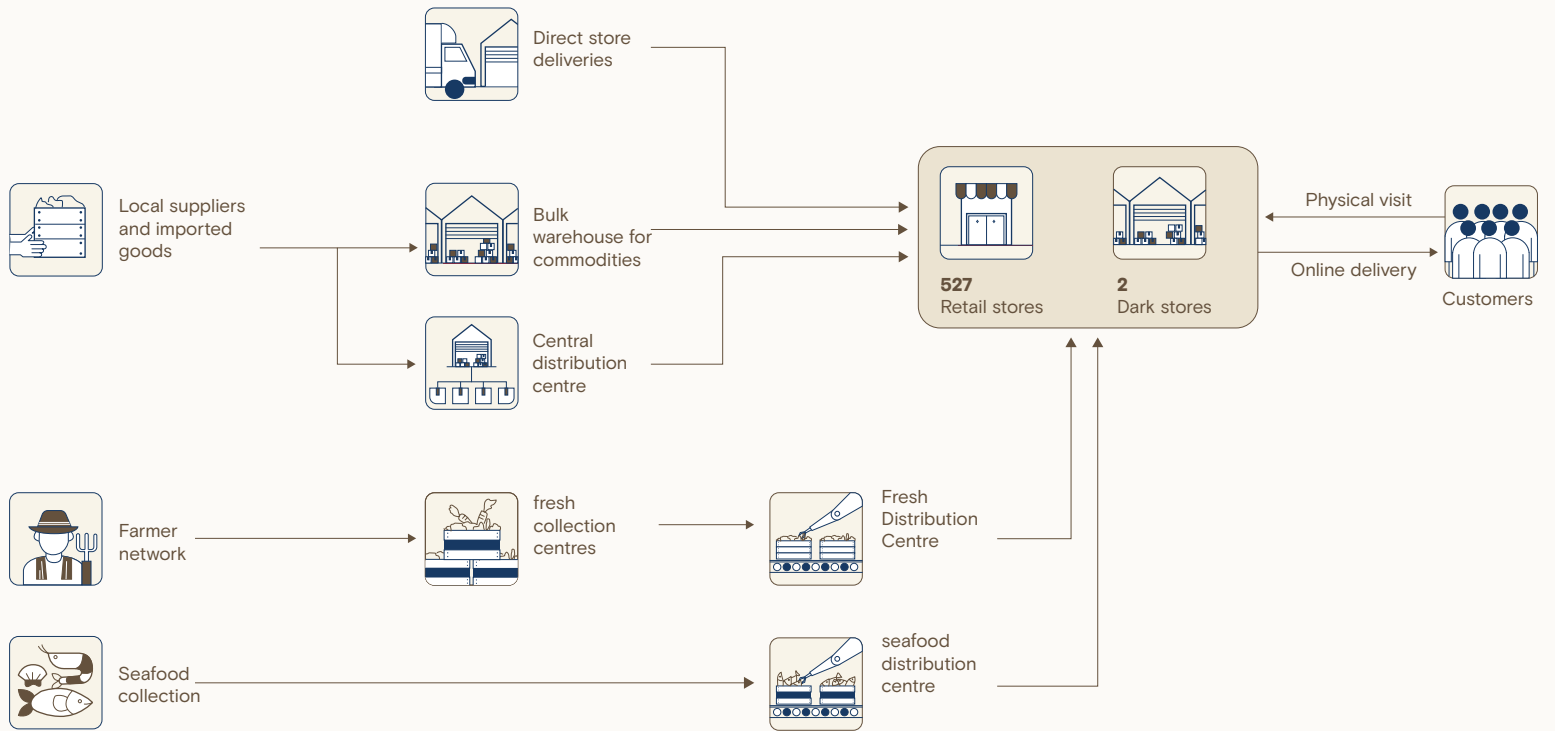 Direct store
deliveries
Local suppliers
and imported
goods
Bulk
warehouse for
commodities
Central
distribution
centre
527
Retail stores
2
Dark stores
Physical visit
Online delivery
Customers
Farmer
network
fresh
collection
centres
Fresh
Distribution
Centre
Seafood
collection
seafood
distribution
centre